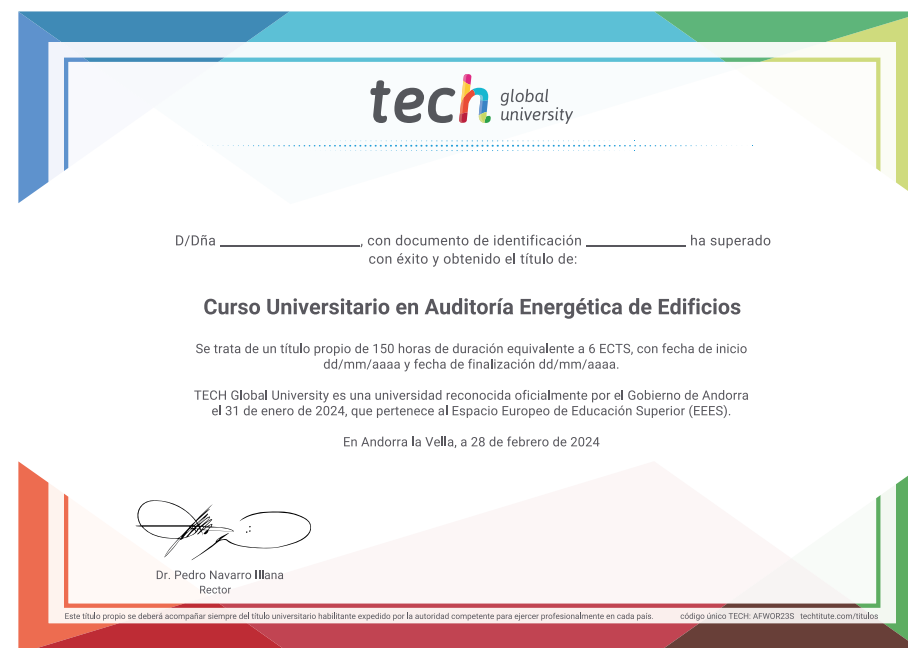 tech global university
D/Dña ____________________, con documento de identificación ______________ ha superado
con éxito y obtenido el título de:
Curso Universitario en Auditoría Energética de Edificios
Se trata de un título propio de 150 horas de duración equivalente a 6 ECTS, con fecha de inicio
dd/mm/aaaa y fecha de finalización dd/mm/aaaa.
TECH Global University es una universidad reconocida oficialmente por el Gobierno de Andorra
el 31 de enero de 2024, que pertenece al Espacio Europeo de Educación Superior (EEES).
En Andorra la Vella, a 28 de febrero de 2024
Dr. Pedro Navarro Illana
Rector
Este título propio se deberá acompañar siempre del título universitario habilitante expedido por la autoridad competente para ejercer profesionalmente en cada país. código único TECH: AFWOR23S techtitute.com/titulos